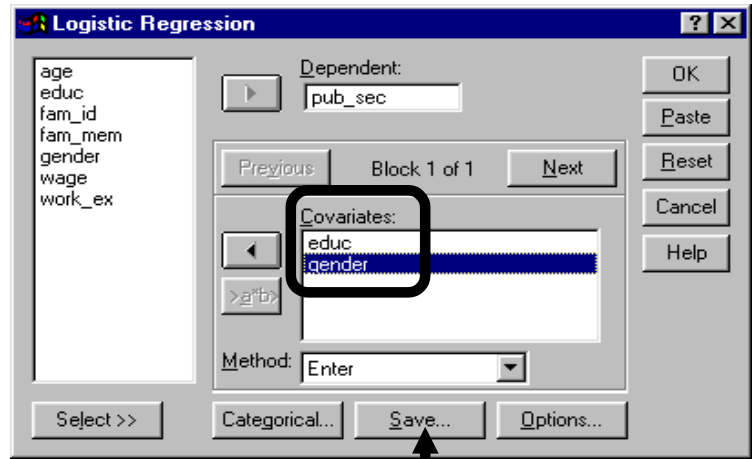 Logistic Regression
age
educ
fam_id
fam_mem
gender
wage
work_ex
Select >>
Dependent:
pub_sec
Previous Block 1 of 1 Next
Covariates:
educ
gender
>a*b>
Method: Enter
Categorical... Save... Options...
OK
Paste
Reset
Cancel
Help